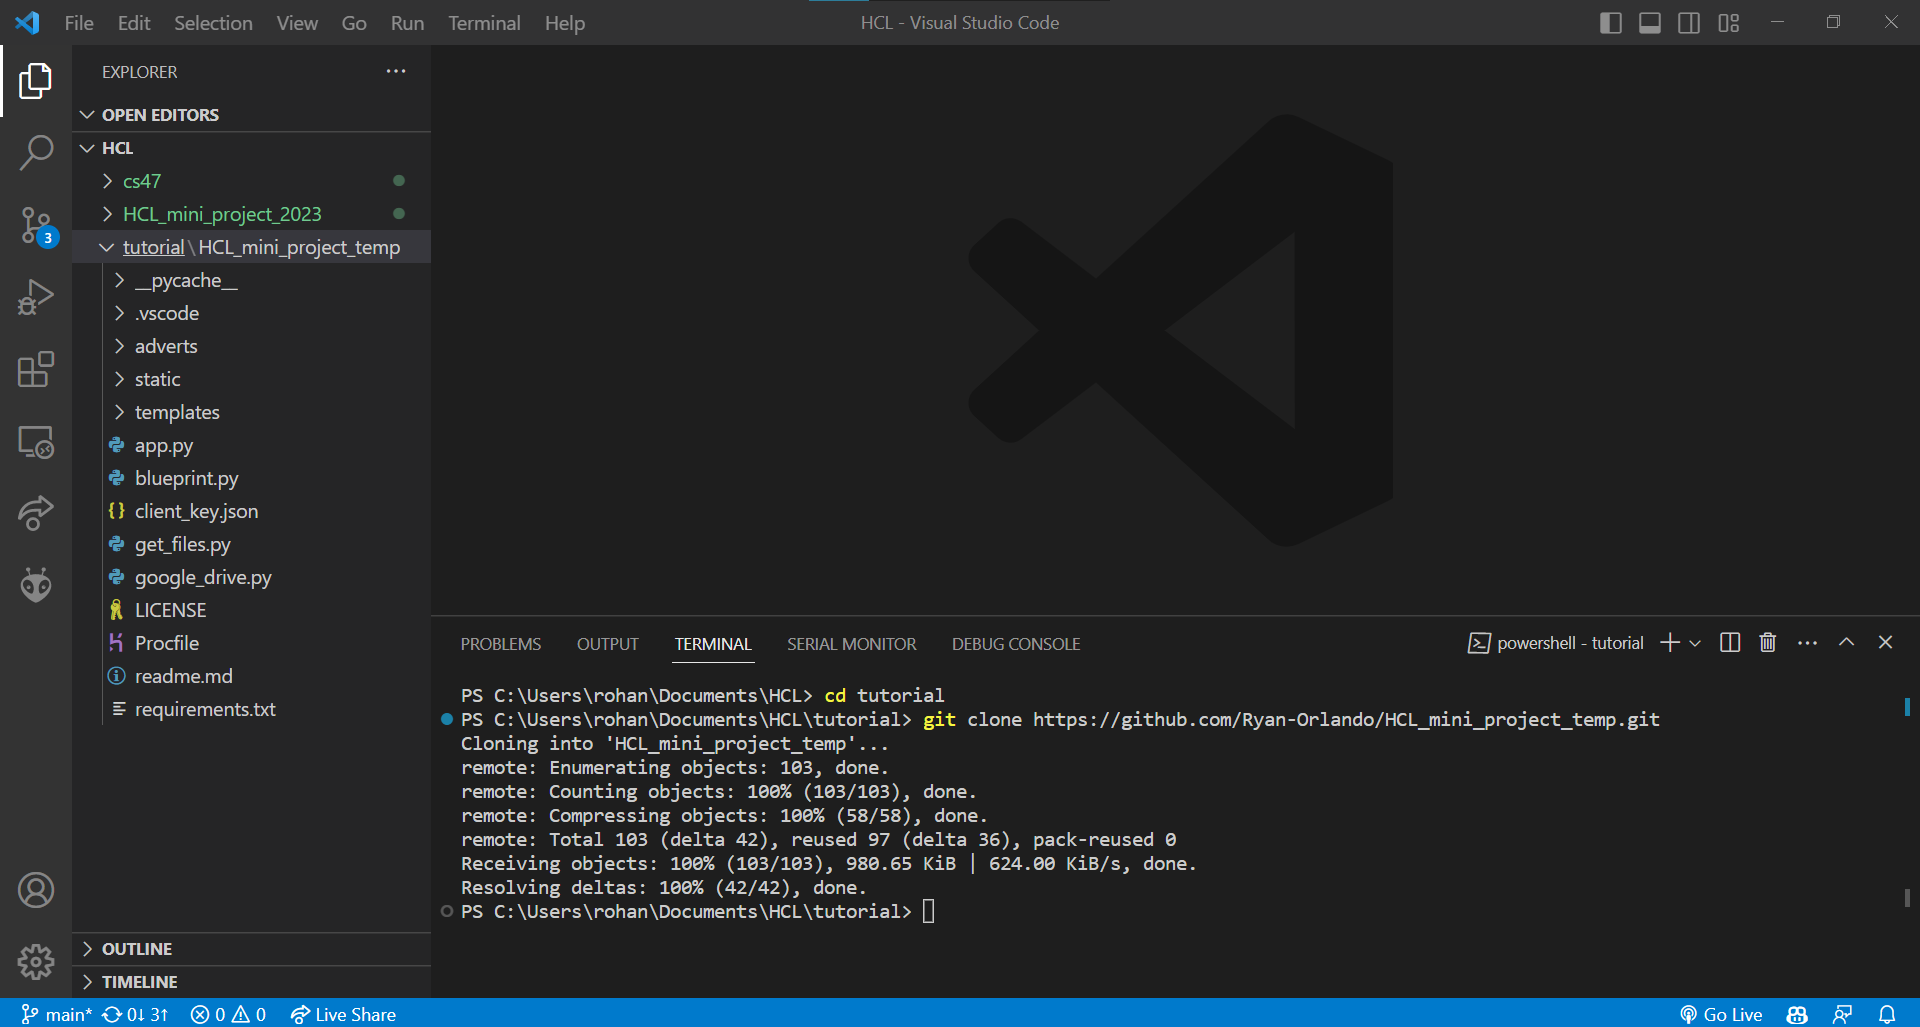 File Edit Selection View Go Run Terminal Help HCL - Visual Studio Code
EXPLORER
OPEN EDITORS
HCL
cs47
HCL_mini_project_2023
3
tutorial\HCL_mini_project_temp
__pycache__
.vscode
adverts
static
templates
app.py
blueprint.py
{} client_key.json
get_files.py
google_drive.py
LICENSE
Procfile
readme.md
requirements.txt
OUTLINE
TIMELINE
PROBLEMS OUTPUT TERMINAL SERIAL MONITOR DEBUG CONSOLE powershell - tutorial
PS C:\Users\rohan\Documents\HCL> cd tutorial
PS C:\Users\rohan\Documents\HCL\tutorial> git clone https://github.com/Ryan-Orlando/HCL_mini_project_temp.git
Cloning into 'HCL_mini_project_temp'...
remote: Enumerating objects: 103, done.
remote: Counting objects: 100% (103/103), done.
remote: Compressing objects: 100% (58/58), done.
remote: Total 103 (delta 42), reused 97 (delta 36), pack-reused 0
Receiving objects: 100% (103/103), 980.65 KiB | 624.00 KiB/s, done.
Resolving deltas: 100% (42/42), done.
PS C:\Users\rohan\Documents\HCL\tutorial>
main* 0↓ 3↑ 0 0 Live Share Go Live